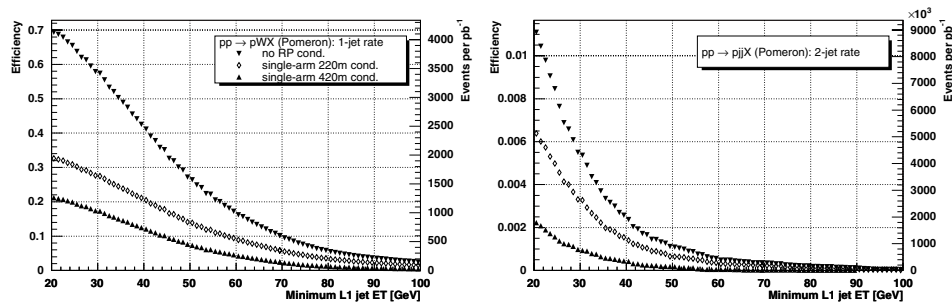 Efficiency
0.7
0.6
0.5
0.4
0.3
0.2
0.1
0
pp → pWX (Pomeron): 1-jet rate
no RP cond.
single-arm 220m cond.
single-arm 420m cond.
4000
3500
3000
2500
2000
1500
1000
500
0
Events per pb⁻¹
20 30 40 50 60 70 80 90 100
Minimum L1 jet ET [GeV]
Efficiency
0.01
0.008
0.006
0.004
0.002
0
pp → pjjX (Pomeron): 2-jet rate
×10³
9000
8000
7000
6000
5000
4000
3000
2000
1000
0
Events per pb⁻¹
20 30 40 50 60 70 80 90 100
Minimum L1 jet ET [GeV]